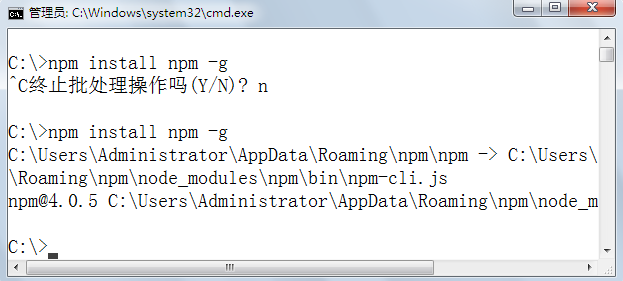 管理员: C:\Windows\system32\cmd.exe
C:\>npm install npm -g
^C终止批处理操作吗(Y/N)? n
C:\>npm install npm -g
C:\Users\Administrator\AppData\Roaming\npm\npm -> C:\Users\
\Roaming\npm\node_modules\npm\bin\npm-cli.js
npm@4.0.5 C:\Users\Administrator\AppData\Roaming\npm\node_m
C:\>